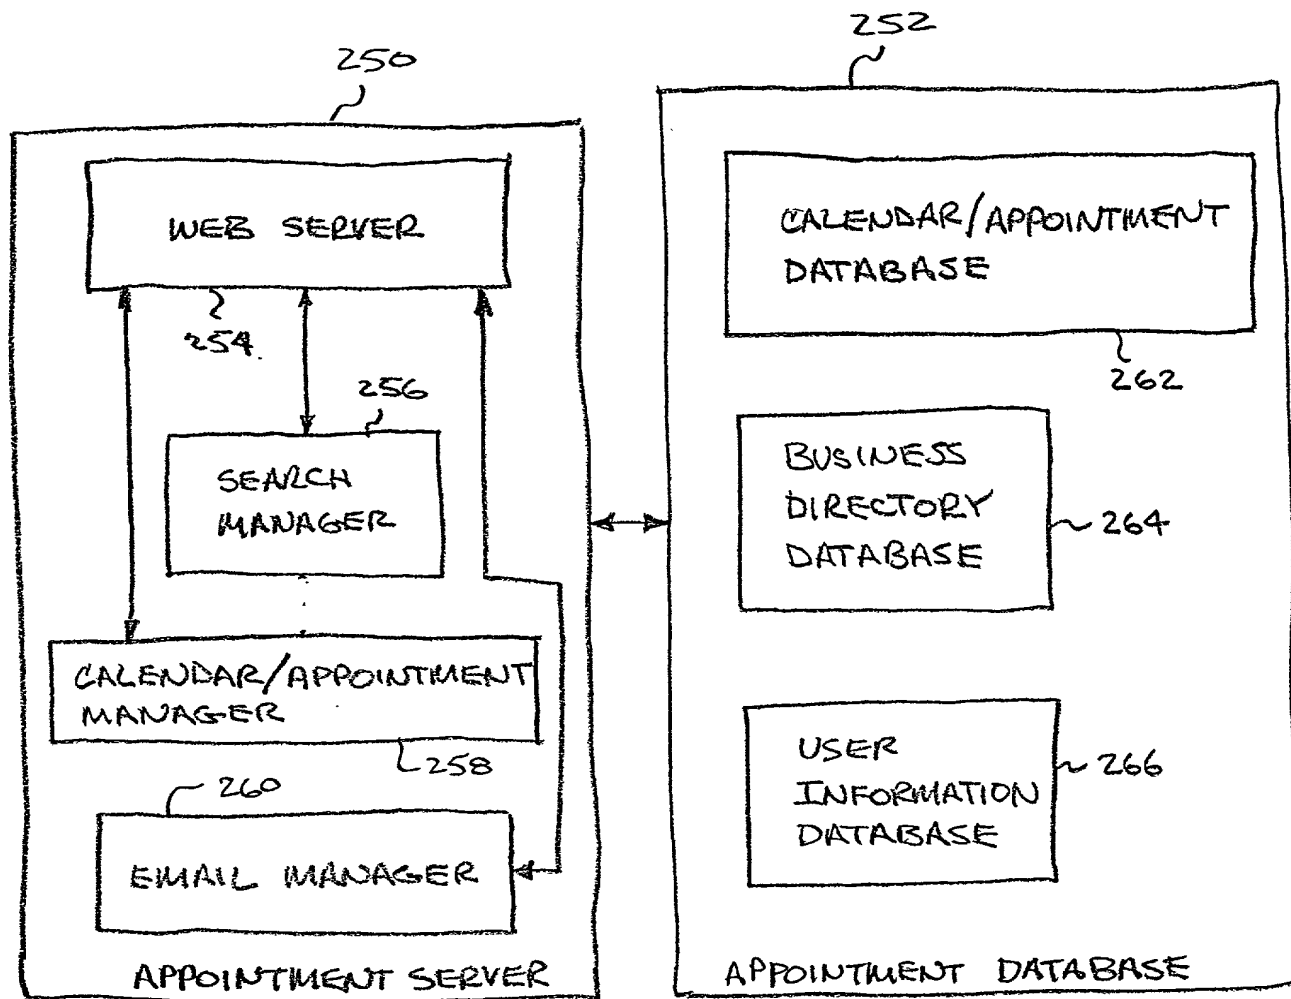 250
252
WEB SERVER
254
256
SEARCH
MANAGER
CALENDAR/APPOINTMENT
MANAGER
258
260
EMAIL MANAGER
APPOINTMENT SERVER
CALENDAR/APPOINTMENT
DATABASE
262
BUSINESS
DIRECTORY
DATABASE
264
USER
INFORMATION
DATABASE
266
APPOINTMENT DATABASE